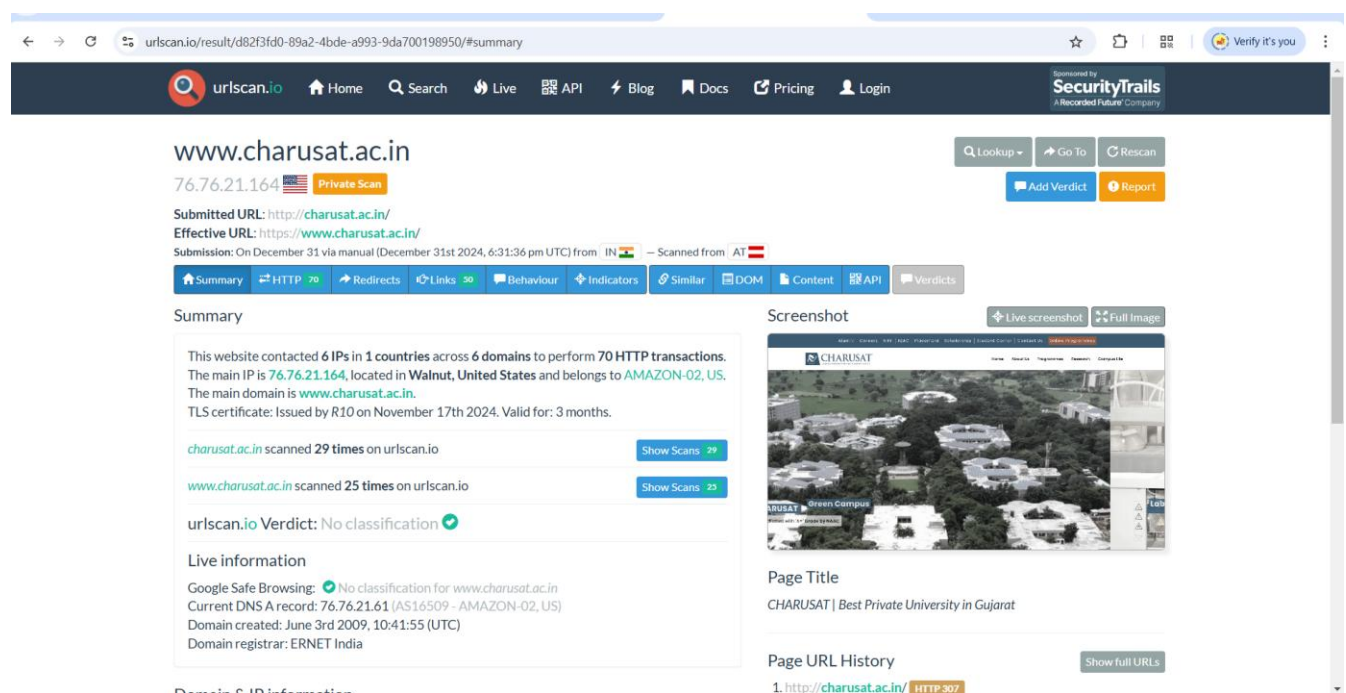 urlscan.io/result/d82f3fd0-89a2-4bde-a993-9da700198950/#summary
Verify it's you
urlscan.io Home Search Live API Blog Docs Pricing Login
Sponsored by
SecurityTrails
A Recorded Future® Company
www.charusat.ac.in
Lookup Go To Rescan
76.76.21.164 Private Scan
Add Verdict Report
Submitted URL: http://charusat.ac.in/
Effective URL: https://www.charusat.ac.in/
Submission: On December 31 via manual (December 31st 2024, 6:31:36 pm UTC) from IN — Scanned from AT
Summary HTTP 70 Redirects Links 50 Behaviour Indicators Similar DOM Content API Verdicts
Summary
This website contacted 6 IPs in 1 countries across 6 domains to perform 70 HTTP transactions.
The main IP is 76.76.21.164, located in Walnut, United States and belongs to AMAZON-02, US.
The main domain is www.charusat.ac.in.
TLS certificate: Issued by R10 on November 17th 2024. Valid for: 3 months.
charusat.ac.in scanned 29 times on urlscan.io Show Scans 29
www.charusat.ac.in scanned 25 times on urlscan.io Show Scans 25
urlscan.io Verdict: No classification
Live information
Google Safe Browsing: No classification for www.charusat.ac.in
Current DNS A record: 76.76.21.61 (AS16509 - AMAZON-02, US)
Domain created: June 3rd 2009, 10:41:55 (UTC)
Domain registrar: ERNET India
Domain & IP information
Screenshot Live screenshot Full Image
CHARUSAT
Green Campus
Page Title
CHARUSAT | Best Private University in Gujarat
Page URL History Show full URLs
1. http://charusat.ac.in/ HTTP 307